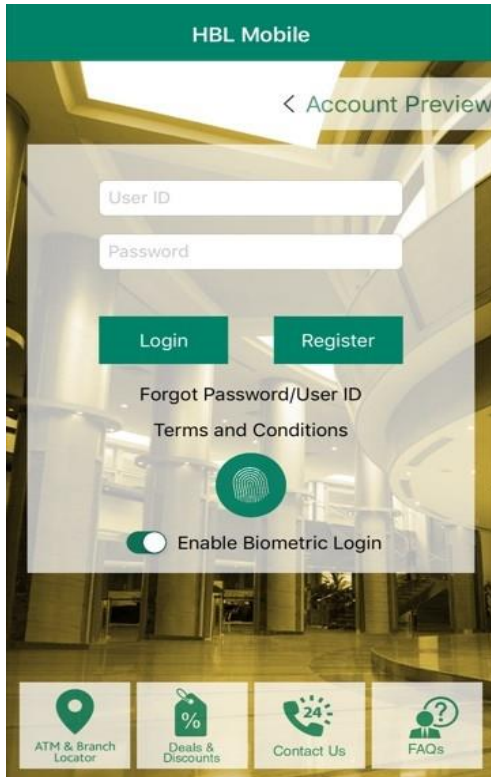 HBL Mobile
< Account Preview
User ID
Password
Login
Register
Forgot Password/User ID
Terms and Conditions
Enable Biometric Login
ATM & Branch
Locator
%
Deals &
Discounts
24
Contact Us
?
FAQs